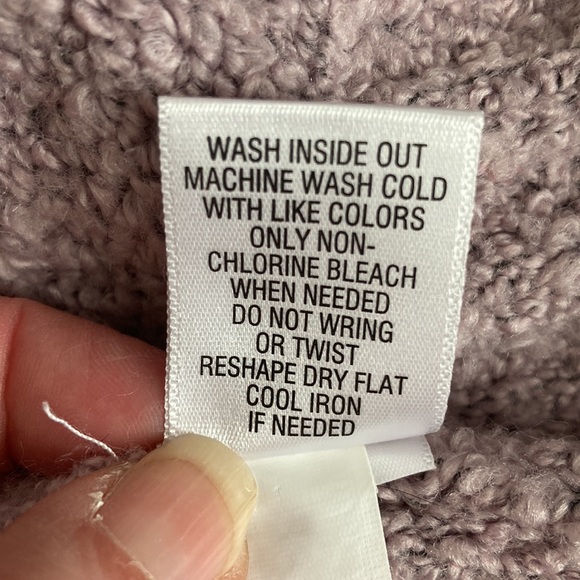 WASH INSIDE OUT
MACHINE WASH COLD
WITH LIKE COLORS
ONLY NON-
CHLORINE BLEACH
WHEN NEEDED
DO NOT WRING
OR TWIST
RESHAPE DRY FLAT
COOL IRON
IF NEEDED